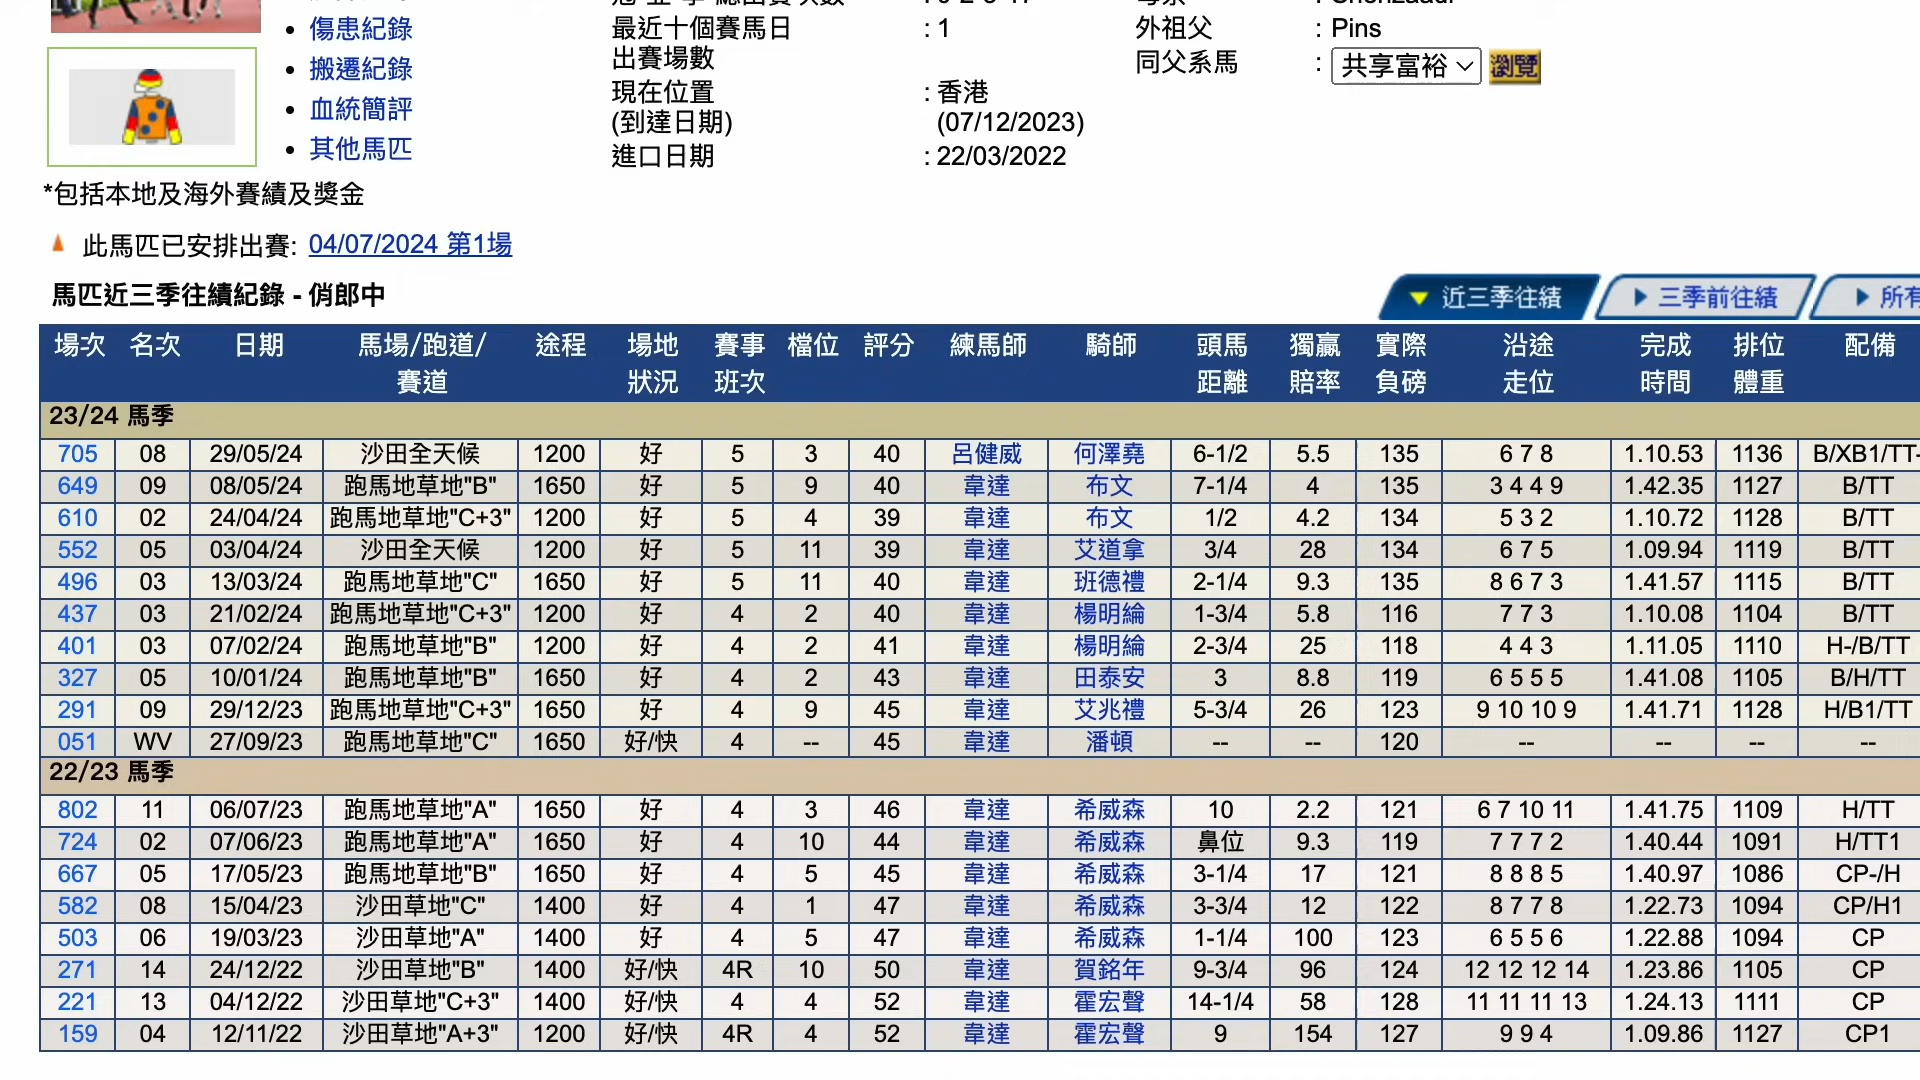 傷患紀錄
搬遷紀錄
血統簡評
其他馬匹
最近十個賽馬日 : 1
出賽場數
現在位置 : 香港
(到達日期) (07/12/2023)
進口日期 : 22/03/2022
外祖父 : Pins
同父系馬 : 共享富裕 瀏覽
*包括本地及海外賽績及獎金
此馬匹已安排出賽: 04/07/2024 第1場
馬匹近三季往績紀錄 - 俏郎中
近三季往績 三季前往績 所有
場次 名次 日期 馬場/跑道/ 途程 場地 賽事 檔位 評分 練馬師 騎師 頭馬 獨贏 實際 沿途 完成 排位 配備
賽道 狀況 班次 距離 賠率 負磅 走位 時間 體重
23/24 馬季
705 08 29/05/24 沙田全天候 1200 好 5 3 40 呂健威 何澤堯 6-1/2 5.5 135 6 7 8 1.10.53 1136 B/XB1/TT-
649 09 08/05/24 跑馬地草地"B" 1650 好 5 9 40 韋達 布文 7-1/4 4 135 3 4 4 9 1.42.35 1127 B/TT
610 02 24/04/24 跑馬地草地"C+3" 1200 好 5 4 39 韋達 布文 1/2 4.2 134 5 3 2 1.10.72 1128 B/TT
552 05 03/04/24 沙田全天候 1200 好 5 11 39 韋達 艾道拿 3/4 28 134 6 7 5 1.09.94 1119 B/TT
496 03 13/03/24 跑馬地草地"C" 1650 好 5 11 40 韋達 班德禮 2-1/4 9.3 135 8 6 7 3 1.41.57 1115 B/TT
437 03 21/02/24 跑馬地草地"C+3" 1200 好 4 2 40 韋達 楊明綸 1-3/4 5.8 116 7 7 3 1.10.08 1104 B/TT
401 03 07/02/24 跑馬地草地"B" 1200 好 4 2 41 韋達 楊明綸 2-3/4 25 118 4 4 3 1.11.05 1110 H-/B/TT
327 05 10/01/24 跑馬地草地"B" 1650 好 4 2 43 韋達 田泰安 3 8.8 119 6 5 5 5 1.41.08 1105 B/H/TT
291 09 29/12/23 跑馬地草地"C+3" 1650 好 4 9 45 韋達 艾兆禮 5-3/4 26 123 9 10 10 9 1.41.71 1128 H/B1/TT
051 WV 27/09/23 跑馬地草地"C" 1650 好/快 4 -- 45 韋達 潘頓 -- -- 120 -- -- -- --
22/23 馬季
802 11 06/07/23 跑馬地草地"A" 1650 好 4 3 46 韋達 希威森 10 2.2 121 6 7 10 11 1.41.75 1109 H/TT
724 02 07/06/23 跑馬地草地"A" 1650 好 4 10 44 韋達 希威森 鼻位 9.3 119 7 7 7 2 1.40.44 1091 H/TT1
667 05 17/05/23 跑馬地草地"B" 1650 好 4 5 45 韋達 希威森 3-1/4 17 121 8 8 8 5 1.40.97 1086 CP-/H
582 08 15/04/23 沙田草地"C" 1400 好 4 1 47 韋達 希威森 3-3/4 12 122 8 7 7 8 1.22.73 1094 CP/H1
503 06 19/03/23 沙田草地"A" 1400 好 4 5 47 韋達 希威森 1-1/4 100 123 6 5 5 6 1.22.88 1094 CP
271 14 24/12/22 沙田草地"B" 1400 好/快 4R 10 50 韋達 賀銘年 9-3/4 96 124 12 12 12 14 1.23.86 1105 CP
221 13 04/12/22 沙田草地"C+3" 1400 好/快 4 4 52 韋達 霍宏聲 14-1/4 58 128 11 11 11 13 1.24.13 1111 CP
159 04 12/11/22 沙田草地"A+3" 1200 好/快 4R 4 52 韋達 霍宏聲 9 154 127 9 9 4 1.09.86 1127 CP1